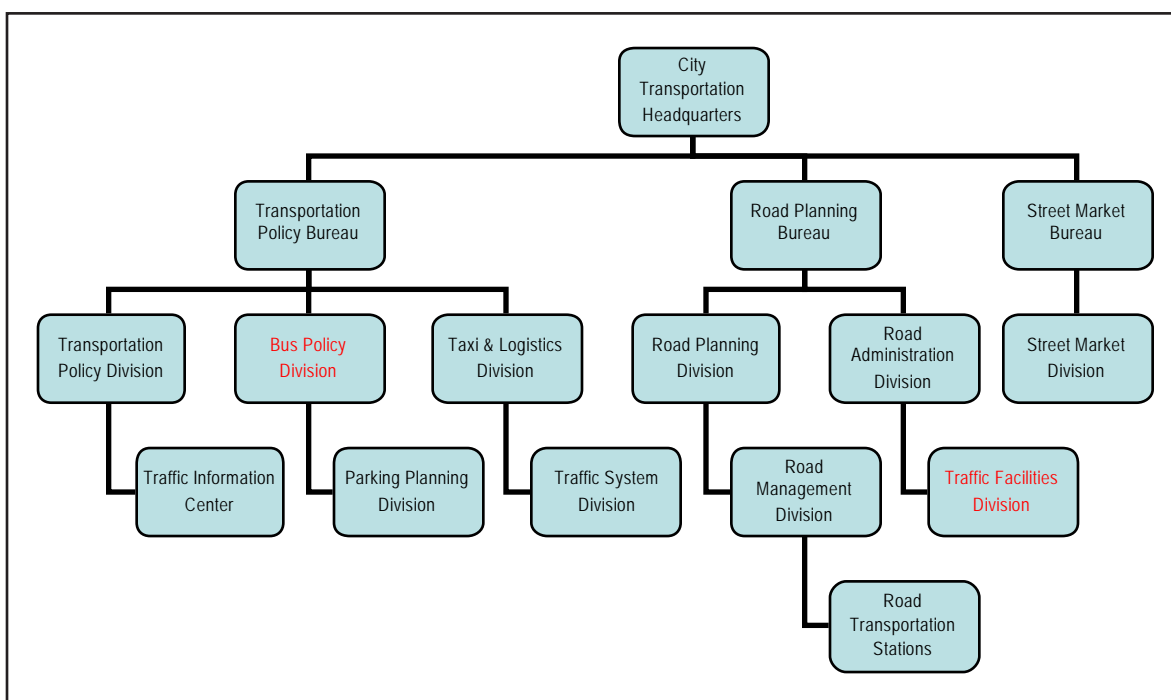 City
Transportation
Headquarters
Transportation
Policy Bureau
Road Planning
Bureau
Street Market
Bureau
Transportation
Policy Division
Bus Policy
Division
Taxi & Logistics
Division
Road Planning
Division
Road
Administration
Division
Street Market
Division
Traffic Information
Center
Parking Planning
Division
Traffic System
Division
Road
Management
Division
Traffic Facilities
Division
Road
Transportation
Stations